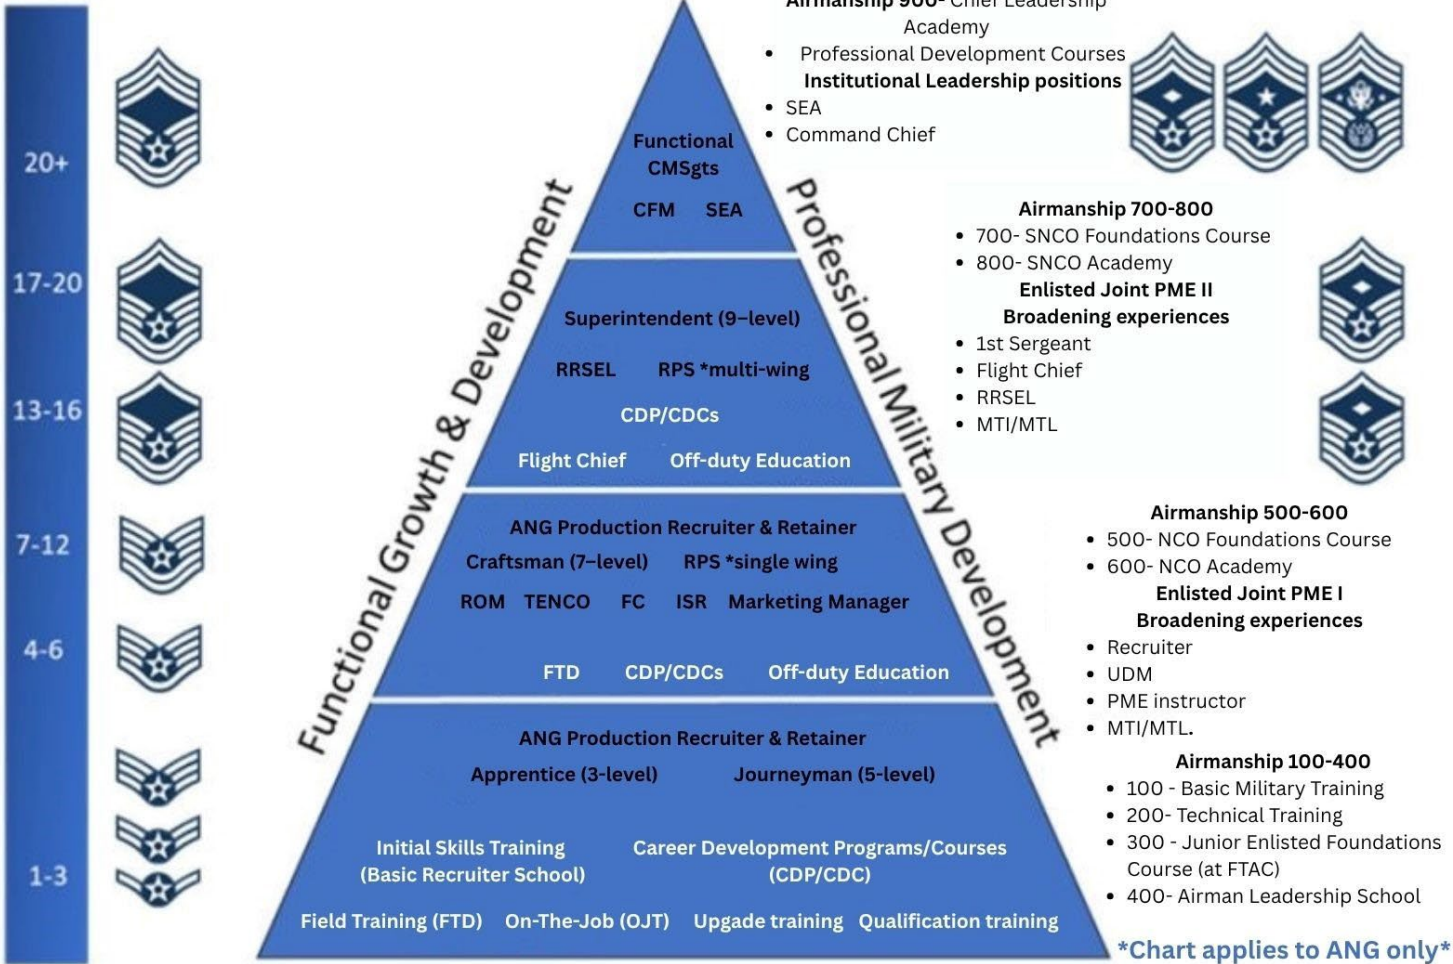 Airmanship 900- Chief Leadership
Academy
• Professional Development Courses
Institutional Leadership positions
• SEA
• Command Chief
20+
17-20
13-16
7-12
4-6
1-3
Functional Growth & Development
Professional Military Development
Functional
CMSgts
CFM SEA
Superintendent (9–level)
RRSEL RPS *multi-wing
CDP/CDCs
Flight Chief Off-duty Education
ANG Production Recruiter & Retainer
Craftsman (7–level) RPS *single wing
ROM TENCO FC ISR Marketing Manager
FTD CDP/CDCs Off-duty Education
ANG Production Recruiter & Retainer
Apprentice (3-level) Journeyman (5-level)
Initial Skills Training
(Basic Recruiter School)
Career Development Programs/Courses
(CDP/CDC)
Field Training (FTD) On-The-Job (OJT) Upgade training Qualification training
Airmanship 700-800
• 700- SNCO Foundations Course
• 800- SNCO Academy
Enlisted Joint PME II
Broadening experiences
• 1st Sergeant
• Flight Chief
• RRSEL
• MTI/MTL
Airmanship 500-600
• 500- NCO Foundations Course
• 600- NCO Academy
Enlisted Joint PME I
Broadening experiences
• Recruiter
• UDM
• PME instructor
• MTI/MTL.
Airmanship 100-400
• 100 - Basic Military Training
• 200- Technical Training
• 300 - Junior Enlisted Foundations
Course (at FTAC)
• 400- Airman Leadership School
*Chart applies to ANG only*